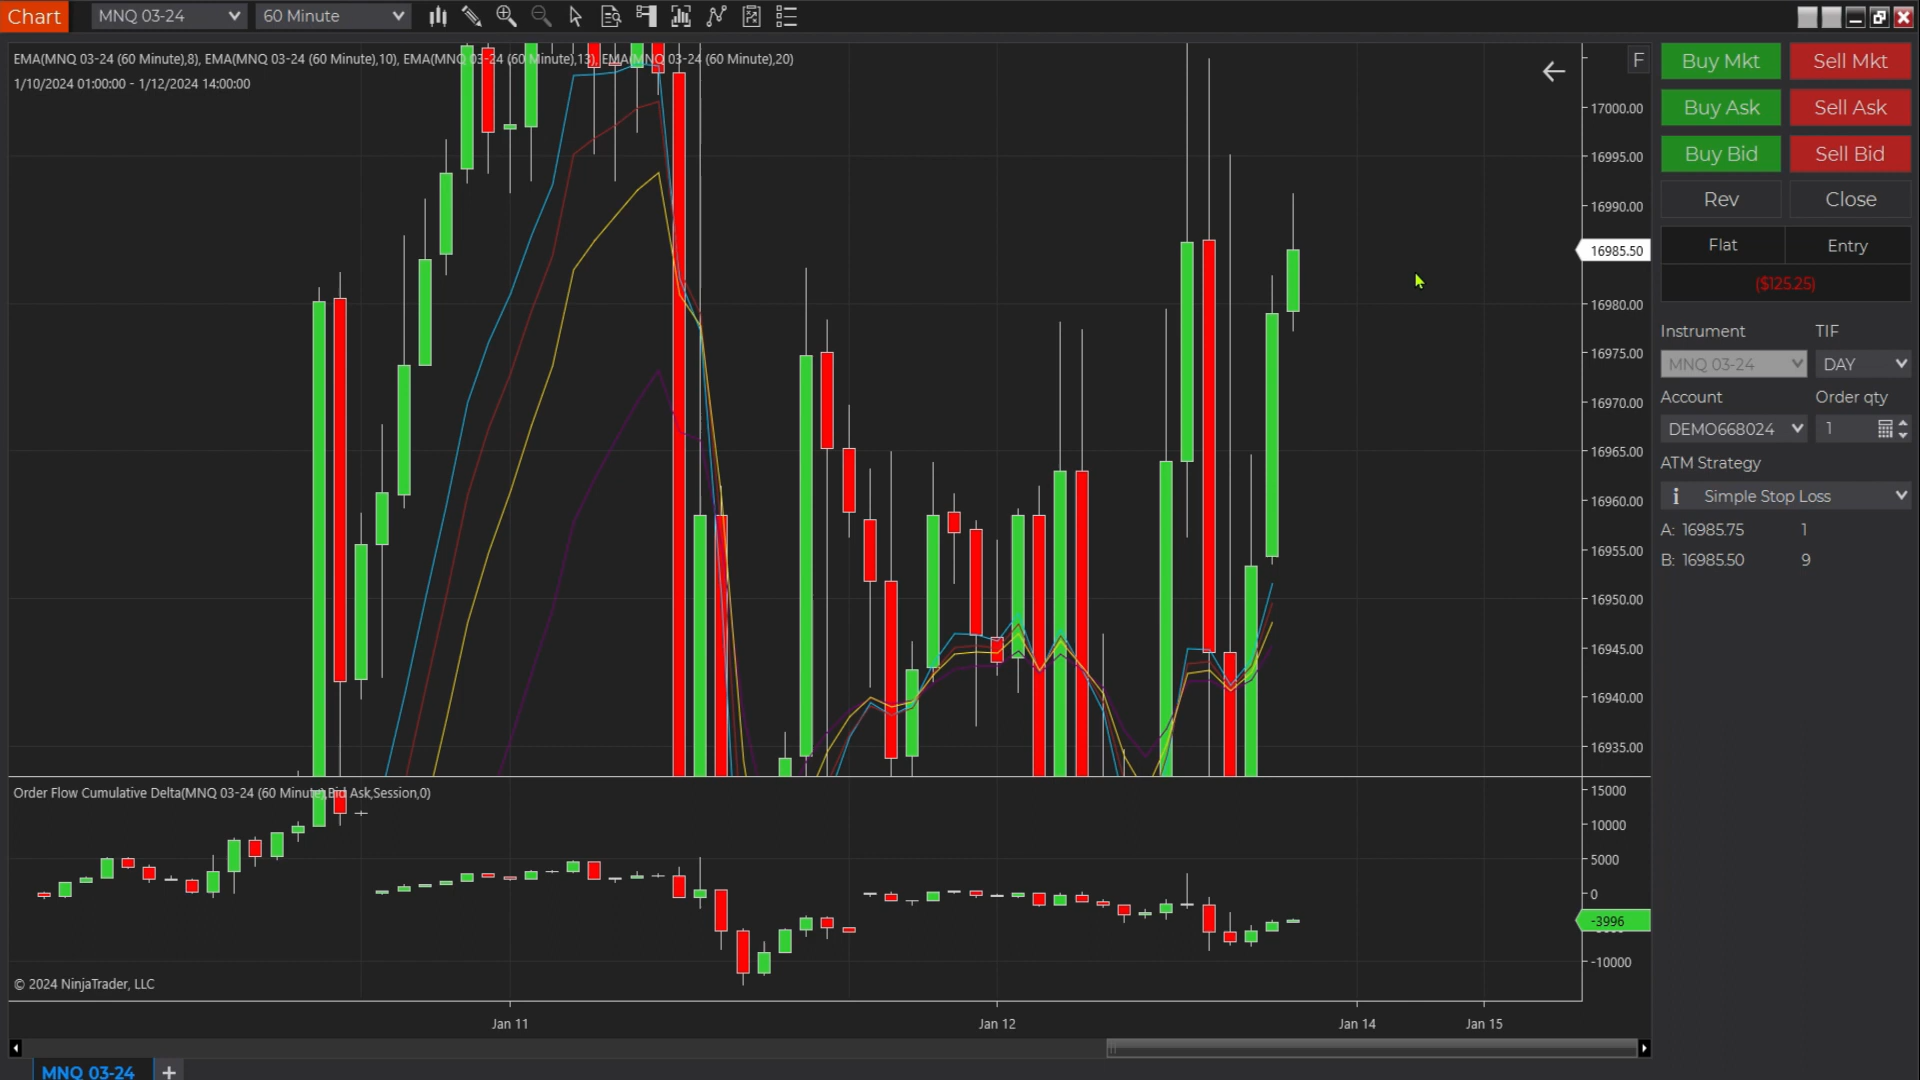 Chart
MNQ 03-24
60 Minute
EMA(MNQ 03-24 (60 Minute),8), EMA(MNQ 03-24 (60 Minute),10), EMA(MNQ 03-24 (60 Minute),13), EMA(MNQ 03-24 (60 Minute),20)
1/10/2024 01:00:00 - 1/12/2024 14:00:00
F
17000.00
16995.00
16990.00
16985.50
16980.00
16975.00
16970.00
16965.00
16960.00
16955.00
16950.00
16945.00
16940.00
16935.00
Buy Mkt
Sell Mkt
Buy Ask
Sell Ask
Buy Bid
Sell Bid
Rev
Close
Flat
Entry
($125.25)
Instrument
TIF
MNQ 03-24
DAY
Account
Order qty
DEMO668024
1
ATM Strategy
i Simple Stop Loss
A: 16985.75 1
B: 16985.50 9
Order Flow Cumulative Delta(MNQ 03-24 (60 Minute),Bid Ask,Session,0)
15000
10000
5000
0
-3996
-10000
© 2024 NinjaTrader, LLC
Jan 11
Jan 12
Jan 14
Jan 15
MNQ 03-24
+